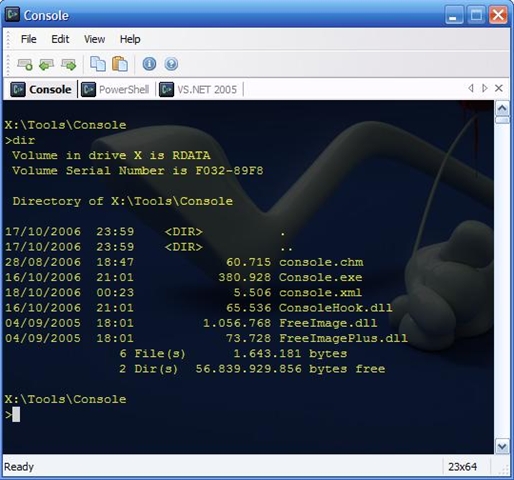 Console
File Edit View Help
Console PowerShell VS.NET 2005
X:\Tools\Console
>dir
Volume in drive X is RDATA
Volume Serial Number is F032-89F8
Directory of X:\Tools\Console
17/10/2006 23:59 <DIR> .
17/10/2006 23:59 <DIR> ..
28/08/2006 18:47 60.715 console.chm
16/10/2006 21:01 380.928 Console.exe
18/10/2006 00:23 5.506 console.xml
16/10/2006 21:01 65.536 ConsoleHook.dll
04/09/2005 18:01 1.056.768 FreeImage.dll
04/09/2005 18:01 73.728 FreeImagePlus.dll
6 File(s) 1.643.181 bytes
2 Dir(s) 56.839.929.856 bytes free
X:\Tools\Console
>
Ready 23x64